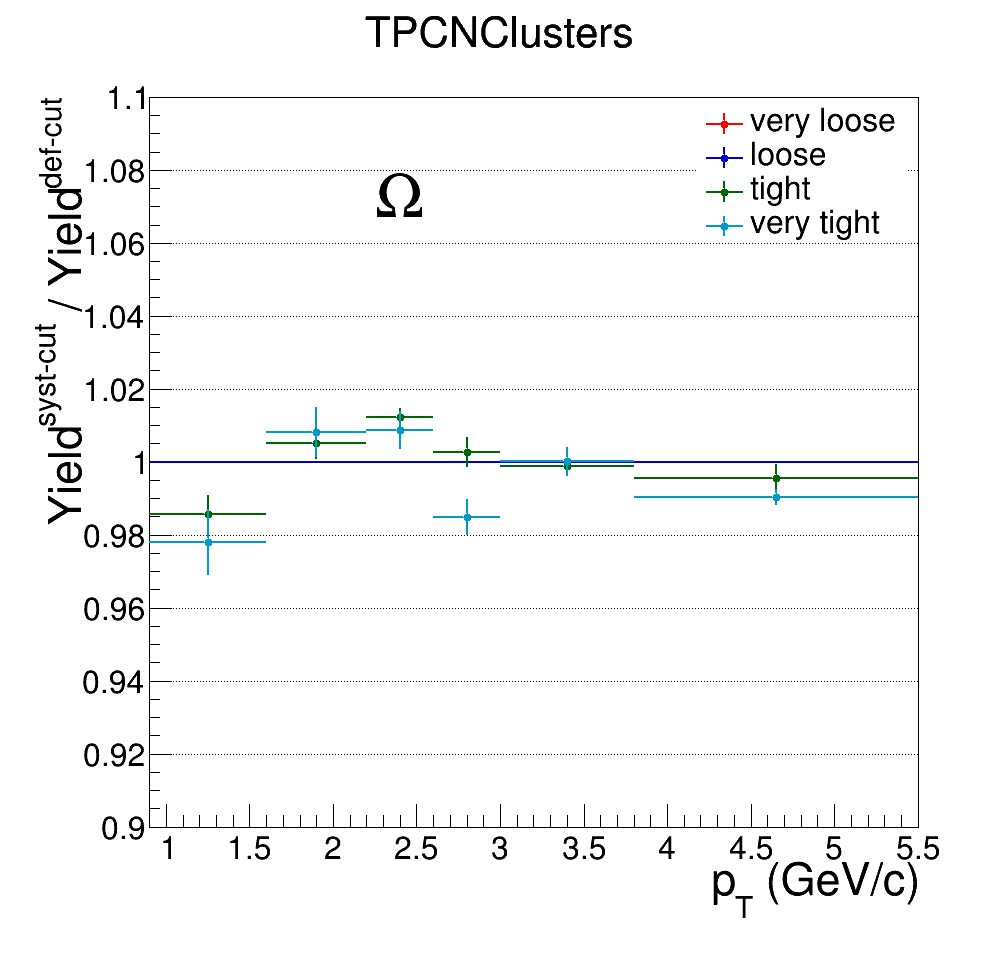 TPCNClusters
Yield^syst-cut / Yield^def-cut
1.1
1.08
1.06
1.04
1.02
1
0.98
0.96
0.94
0.92
0.9
Ω
very loose
loose
tight
very tight
1 1.5 2 2.5 3 3.5 4 4.5 5 5.5
p_T (GeV/c)